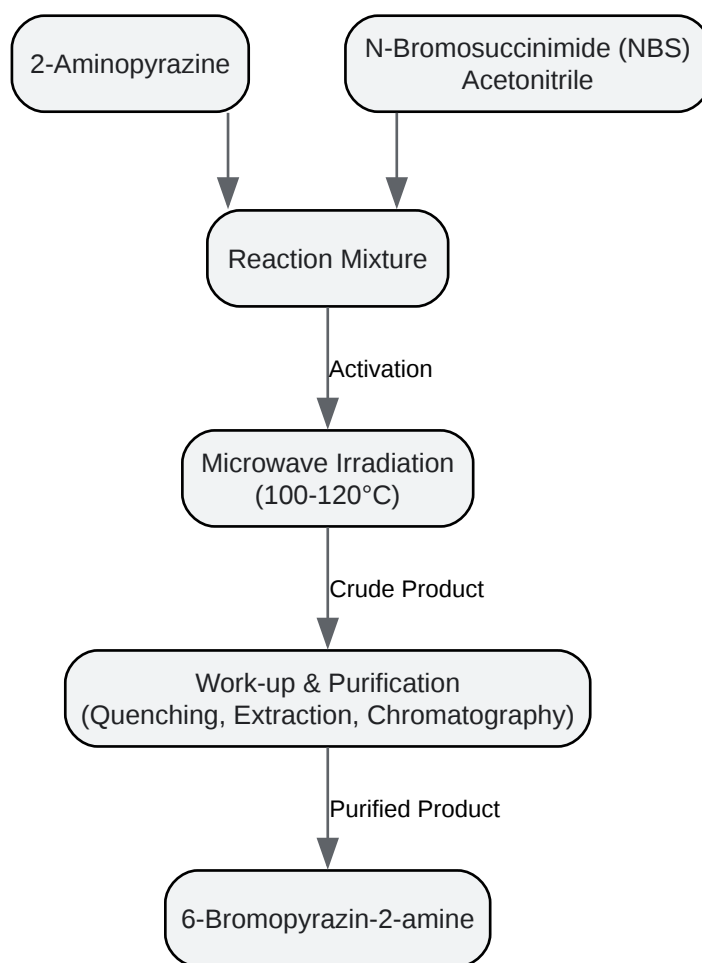 2-Aminopyrazine
N-Bromosuccinimide (NBS)
Acetonitrile
Reaction Mixture
Activation
Microwave Irradiation
(100-120°C)
Crude Product
Work-up & Purification
(Quenching, Extraction, Chromatography)
Purified Product
6-Bromopyrazin-2-amine